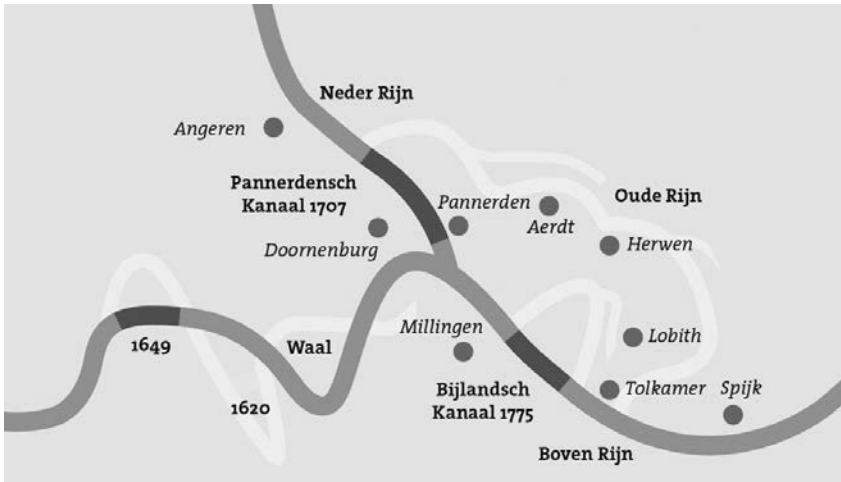 Neder Rijn
Angeren
Pannerdensch
Kanaal 1707
Pannerden
Oude Rijn
Aerdt
Doornenburg
Herwen
Millingen
Lobith
1649
Waal
Bijlandsch
Kanaal 1775
Tolkamer
Spijk
1620
Boven Rijn